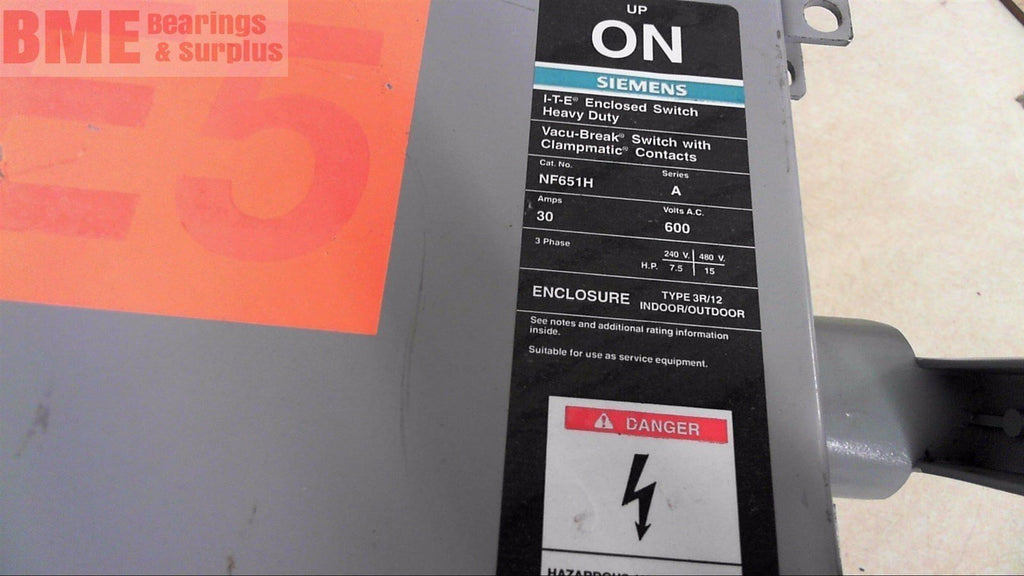 BME Bearings
& Surplus
E5
UP
ON
SIEMENS
I-T-E® Enclosed Switch
Heavy Duty
Vacu-Break® Switch with
Clampmatic® Contacts
Cat. No.
Series
NF651H
A
Amps
Volts A.C.
30
600
3 Phase
240 V. 480 V.
H.P. 7.5 15
ENCLOSURE
TYPE 3R/12
INDOOR/OUTDOOR
See notes and additional rating information
inside.
Suitable for use as service equipment.
DANGER